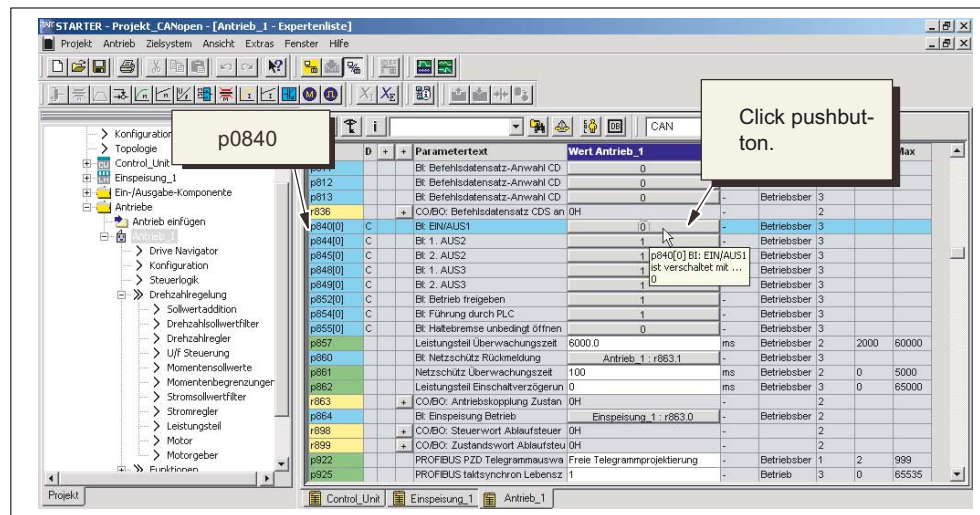 STARTER - Projekt_CANopen - [Antrieb_1 - Expertenliste]
Projekt Antrieb Zielsystem Ansicht Extras Fenster Hilfe
CAN
p0840
Click pushbut-
ton.
Konfiguration
Topologie
Control_Unit
Einspeisung_1
Ein-/Ausgabe-Komponente
Antriebe
Antrieb einfügen
Antrieb_1
Drive Navigator
Konfiguration
Steuerlogik
Drehzahlregelung
Sollwertaddition
Drehzahlsollwertfilter
Drehzahlregler
U/f Steuerung
Momentensollwerte
Momentenbegrenzunger
Stromsollwertfilter
Stromregler
Leistungsteil
Motor
Motorgeber
Funktionen
Projekt
D + + Parametertext Wert Antrieb_1 Max
BI: Befehlsdatensatz-Anwahl CD 0
p812 BI: Befehlsdatensatz-Anwahl CD 0
p813 BI: Befehlsdatensatz-Anwahl CD 0 - Betriebsber 3
r836 + CO/BO: Befehlsdatensatz CDS an 0H - 2
p840[0] C BI: EIN/AUS1 0 - Betriebsber 3
p844[0] C BI: 1. AUS2 1 - Betriebsber 3
p845[0] C BI: 2. AUS2 1 Betriebsber 3
p848[0] C BI: 1. AUS3 1 Betriebsber 3
p849[0] C BI: 2. AUS3 1 Betriebsber 3
p852[0] C BI: Betrieb freigeben 1 - Betriebsber 3
p854[0] C BI: Führung durch PLC 1 - Betriebsber 3
p855[0] C BI: Haltebremse unbedingt öffnen 0 - Betriebsber 3
p857 Leistungsteil Überwachungszeit 6000.0 ms Betriebsber 2 2000 60000
p860 BI: Netzschütz Rückmeldung Antrieb_1 : r863.1 - Betriebsber 3
p861 Netzschütz Überwachungszeit 100 ms Betriebsber 2 0 5000
p862 Leistungsteil Einschaltverzögerun 0 ms Betriebsber 3 0 65000
r863 + CO/BO: Antriebskopplung Zustan 0H - 2
p864 BI: Einspeisung Betrieb Einspeisung_1 : r863.0 - Betriebsber 2
r898 + CO/BO: Steuerwort Ablaufsteuer 0H - 2
r899 + CO/BO: Zustandswort Ablaufsteu 0H - 2
p922 PROFIBUS PZD Telegrammauswa Freie Telegrammprojektierung - Betriebsber 1 2 999
p925 PROFIBUS taktsynchron Lebensz 1 - Betrieb 3 0 65535
p840[0] BI: EIN/AUS1
ist verschaltet mit ...
0
Control_Unit Einspeisung_1 Antrieb_1